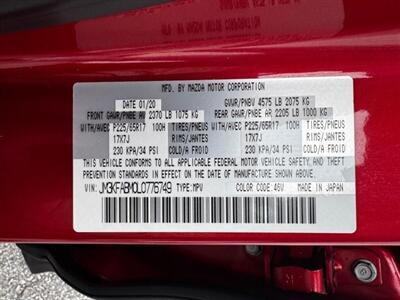 MFD. BY MAZDA MOTOR CORPORATION
DATE 01/20 GVWR/PNBV 4575 LB 2075 KG
FRONT GAWR/PNBE AV 2370 LB 1075 KG REAR GAWR/PNBE AR 2205 LB 1000 KG
WITH/AVEC P225/65R17 100H TIRES/PNEUS WITH/AVEC P225/65R17 100H TIRES/PNEUS
17X7J RIMS/JANTES 17X7J RIMS/JANTES
230 KPA/34 PSI COLD/A FROID 230 KPA/34 PSI COLD/A FROID
THIS VEHICLE CONFORMS TO ALL APPLICABLE FEDERAL MOTOR VEHICLE SAFETY, BUMPER, AND
THEFT PREVENTION STANDARDS IN EFFECT ON THE DATE OF MANUFACTURE SHOWN ABOVE.
JM3KFABM0L0776749 TYPE:MPV
COLOR CODE: 46V MADE IN JAPAN